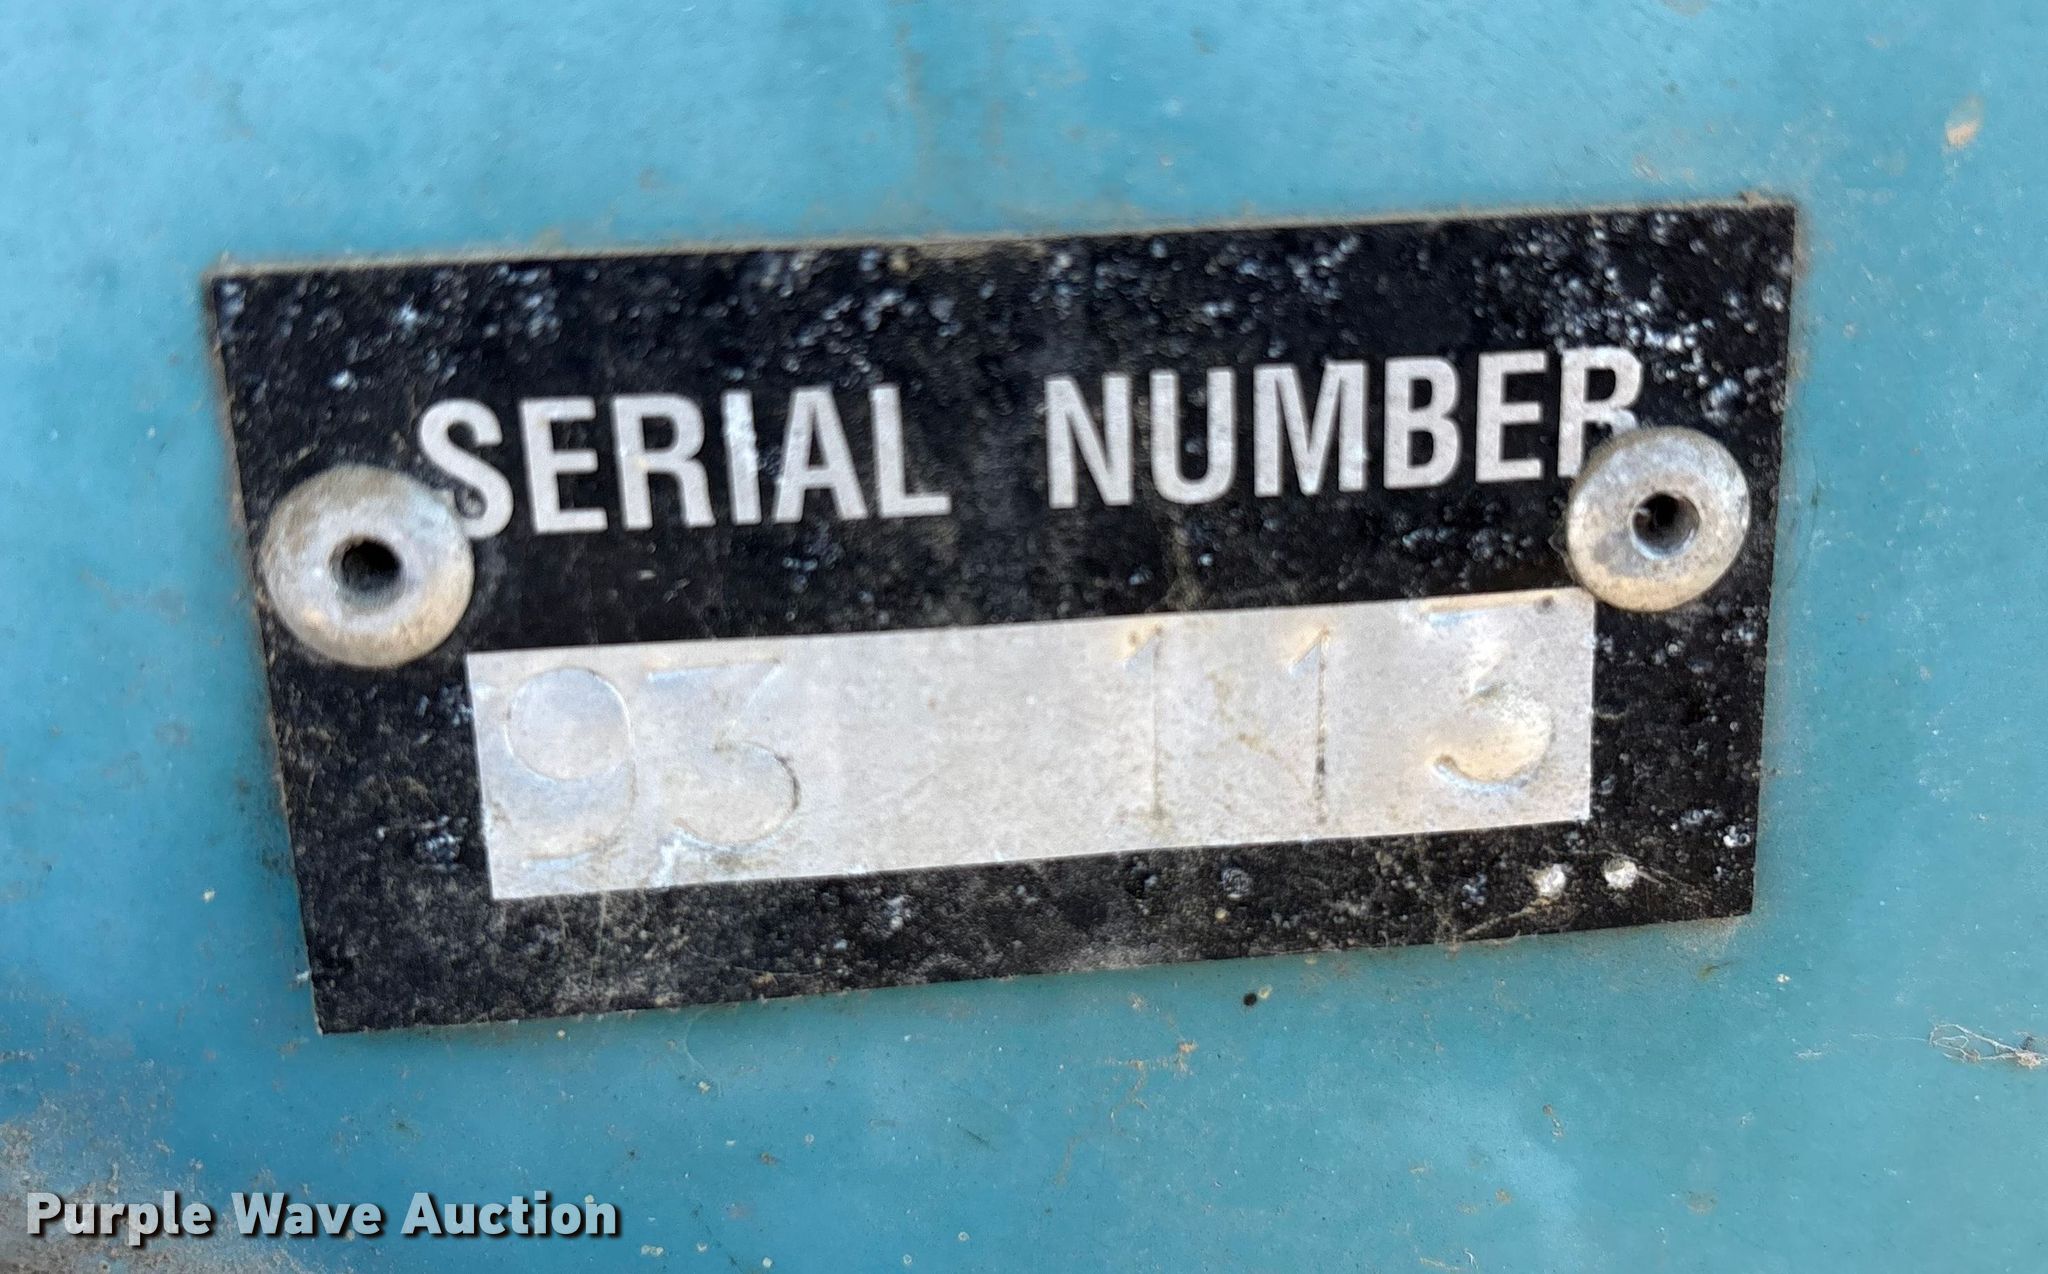 SERIAL NUMBER
93 113
Purple Wave Auction